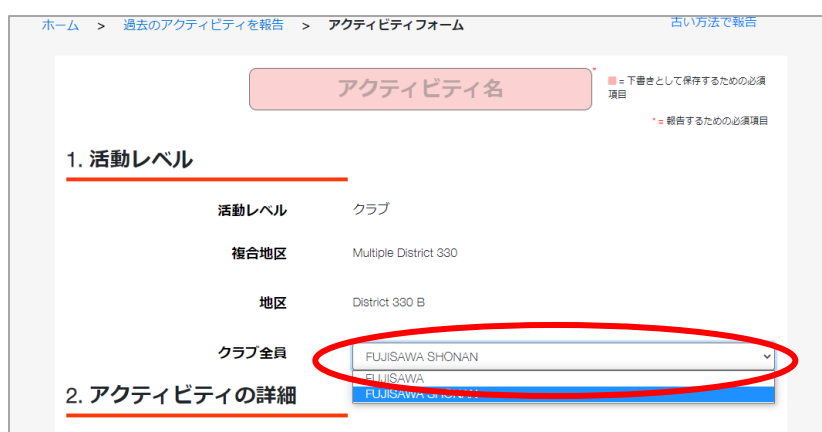 ホーム > 過去のアクティビティを報告 > アクティビティフォーム
古い方法で報告
アクティビティ名
*
= 下書きとして保存するための必須
項目
* = 報告するための必須項目
1. 活動レベル
活動レベル クラブ
複合地区 Multiple District 330
地区 District 330 B
クラブ全員 FUJISAWA SHONAN
FUJISAWA
FUJISAWA SHONAN
2. アクティビティの詳細